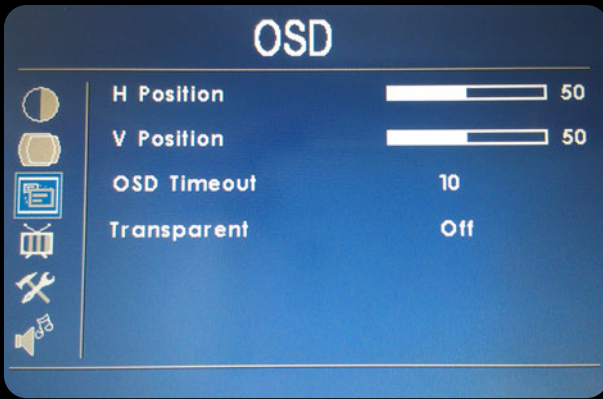 OSD
H Position 50
V Position 50
OSD Timeout 10
Transparent Off